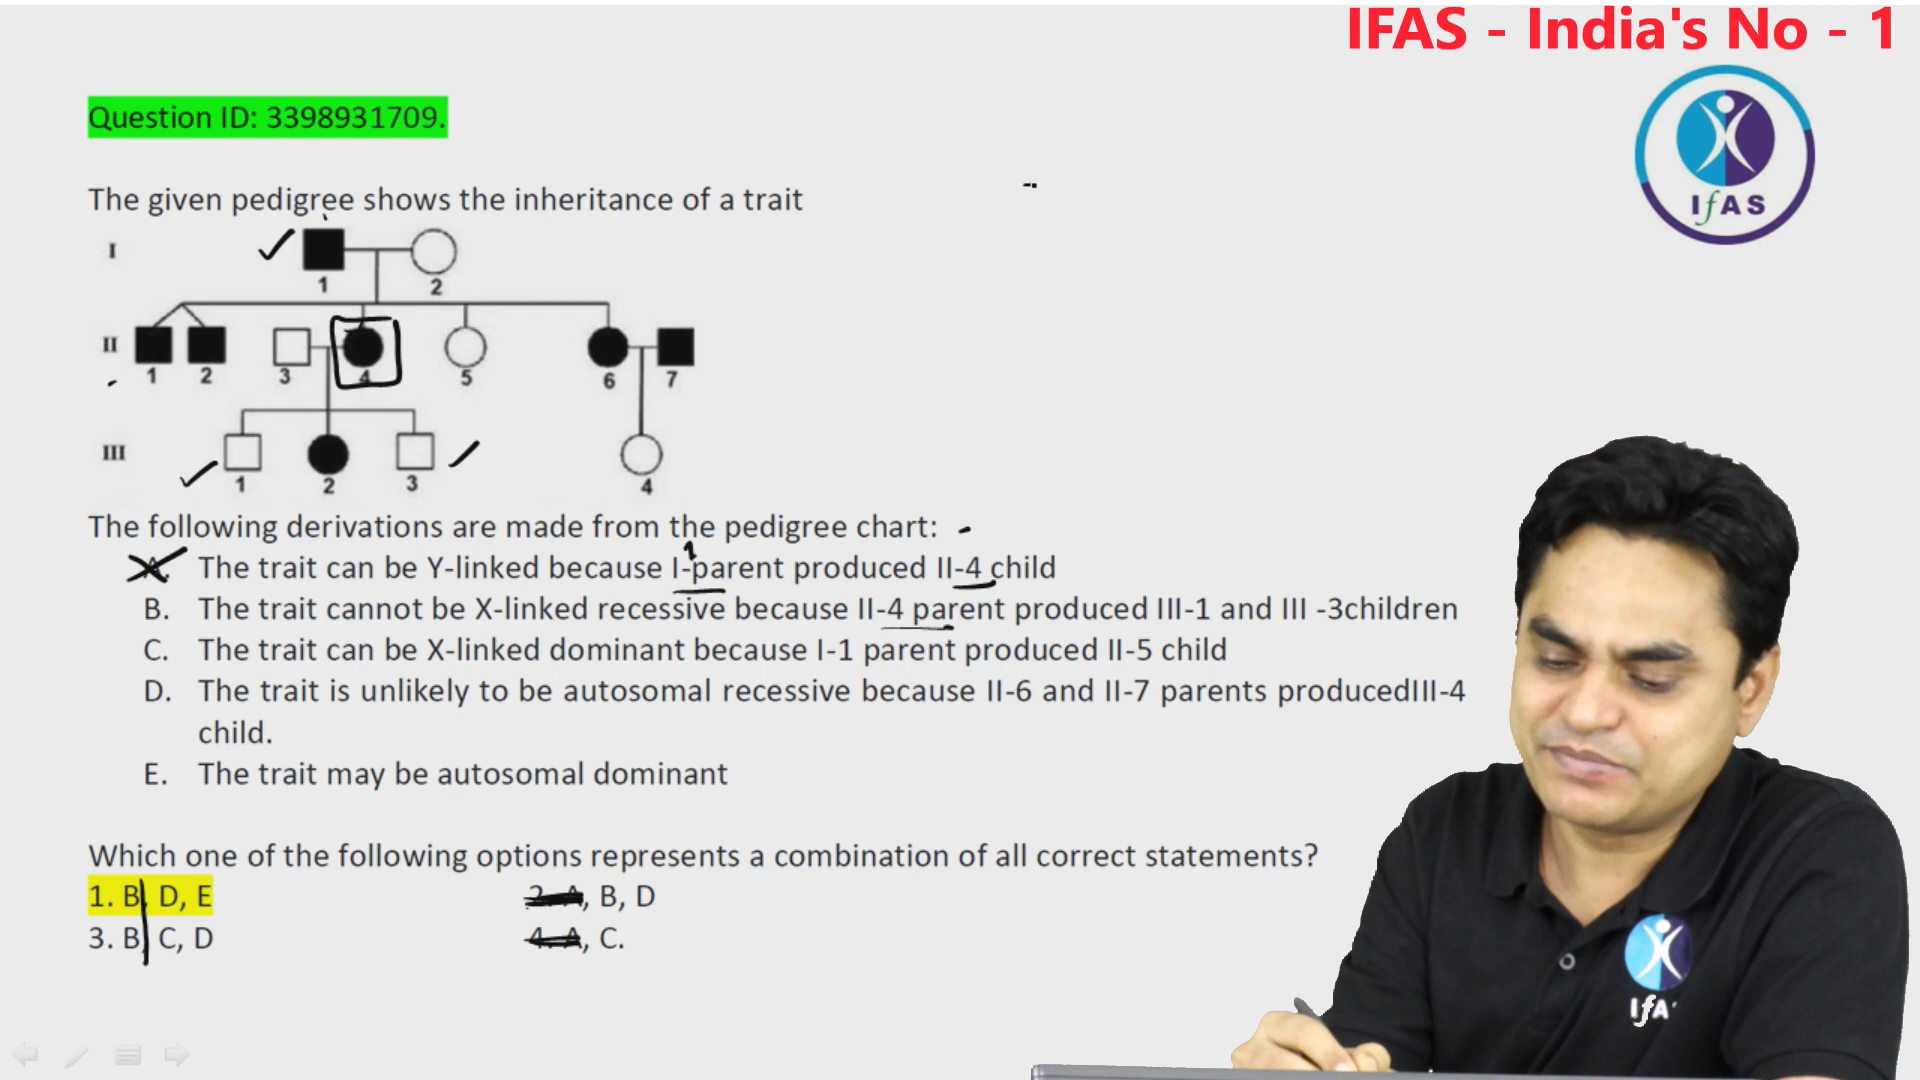 IFAS - India's No - 1
IfAS
Question ID: 3398931709.
The given pedigree shows the inheritance of a trait
I
1 2
II
1 2 3 4 5 6 7
III
1 2 3 4
The following derivations are made from the pedigree chart: -
A. The trait can be Y-linked because I-1 parent produced II-4 child
B. The trait cannot be X-linked recessive because II-4 parent produced III-1 and III -3children
C. The trait can be X-linked dominant because I-1 parent produced II-5 child
D. The trait is unlikely to be autosomal recessive because II-6 and II-7 parents producedIII-4
child.
E. The trait may be autosomal dominant
Which one of the following options represents a combination of all correct statements?
1. B, D, E
2. A, B, D
3. B, C, D
4. A, C.
IfA